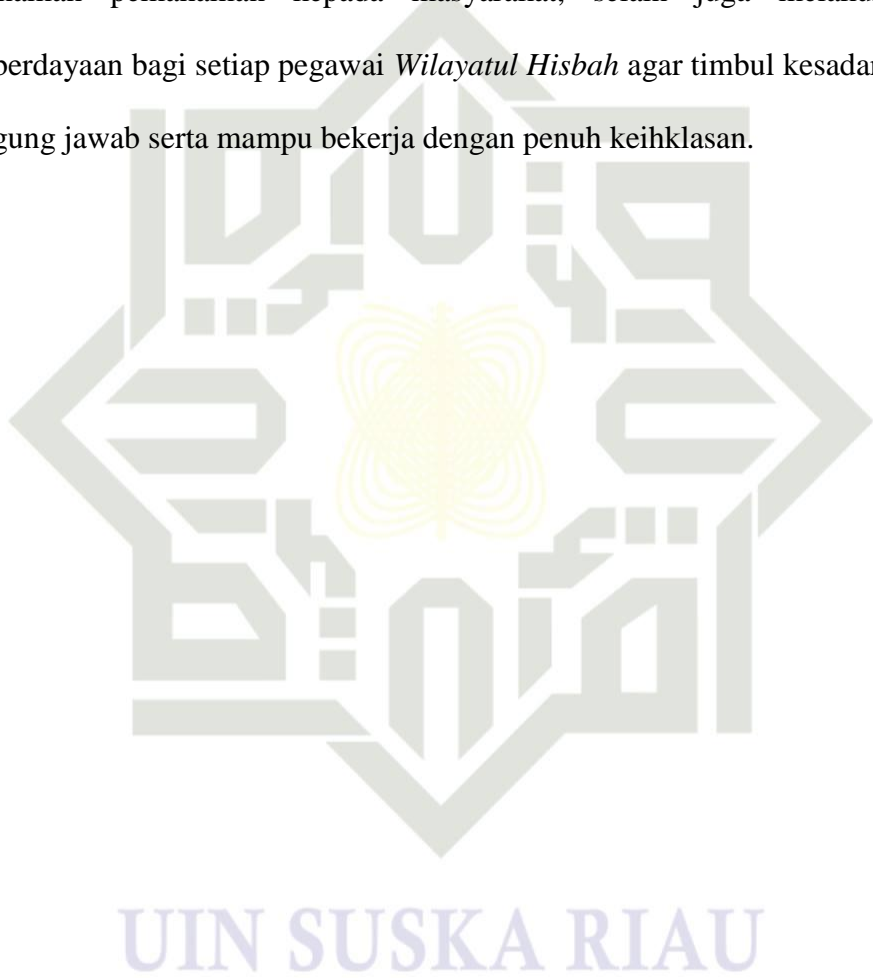 pemahaman kepada masyarakat, selain juga
perdayaan bagi setiap pegawai Wilayatul Hisbah agar timbul kesadar
gung jawab serta mampu bekerja dengan penuh keihklasan.
UIN SUSKA RIAU